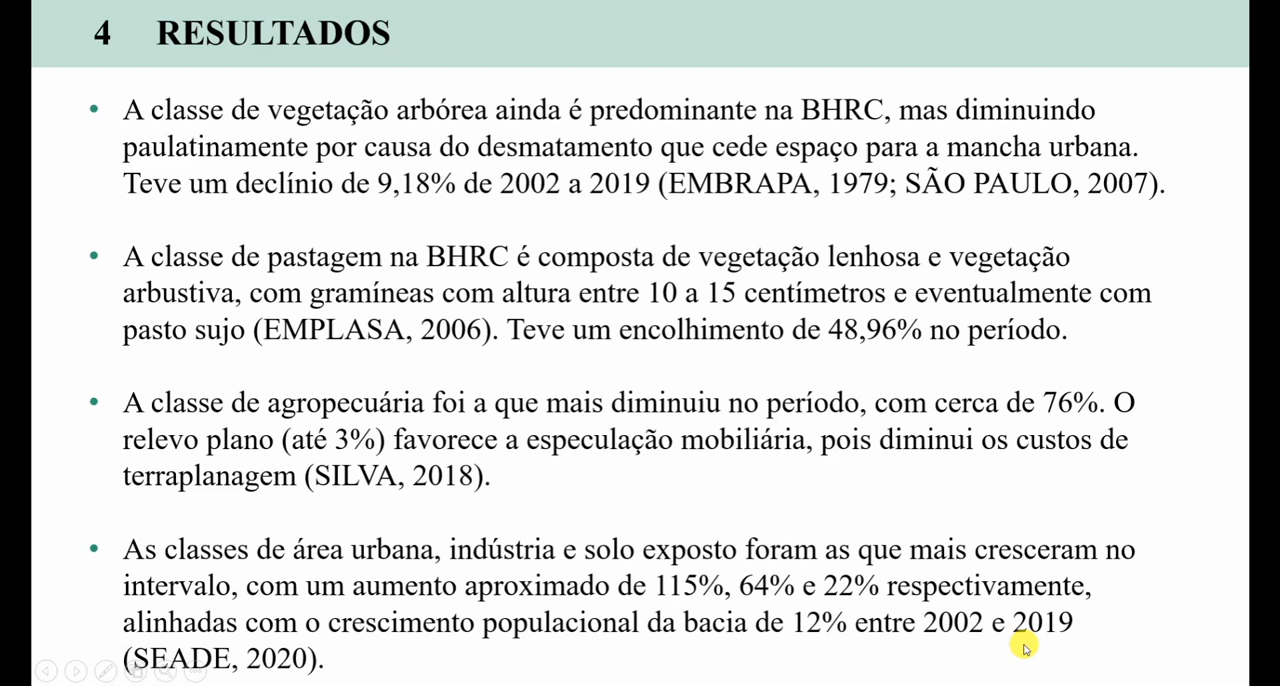 4 RESULTADOS
• A classe de vegetação arbórea ainda é predominante na BHRC, mas diminuindo
paulatinamente por causa do desmatamento que cede espaço para a mancha urbana.
Teve um declínio de 9,18% de 2002 a 2019 (EMBRAPA, 1979; SÃO PAULO, 2007).
• A classe de pastagem na BHRC é composta de vegetação lenhosa e vegetação
arbustiva, com gramíneas com altura entre 10 a 15 centímetros e eventualmente com
pasto sujo (EMPLASA, 2006). Teve um encolhimento de 48,96% no período.
• A classe de agropecuária foi a que mais diminuiu no período, com cerca de 76%. O
relevo plano (até 3%) favorece a especulação mobiliária, pois diminui os custos de
terraplanagem (SILVA, 2018).
• As classes de área urbana, indústria e solo exposto foram as que mais cresceram no
intervalo, com um aumento aproximado de 115%, 64% e 22% respectivamente,
alinhadas com o crescimento populacional da bacia de 12% entre 2002 e 2019
(SEADE, 2020).